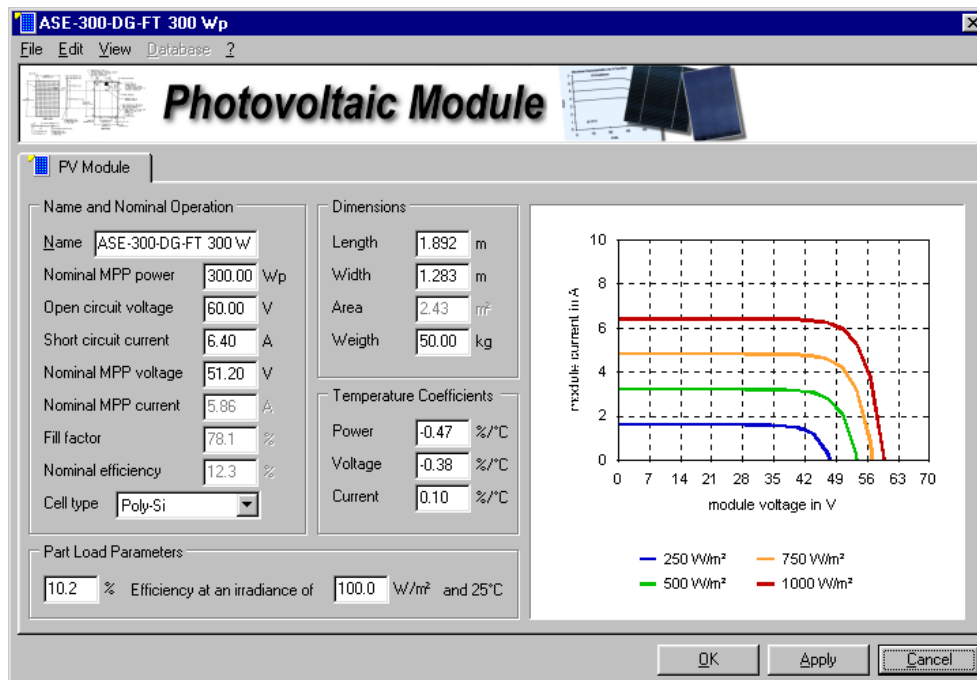 ASE-300-DG-FT 300 Wp
File Edit View Database ?
Photovoltaic Module
PV Module
Name and Nominal Operation
Name ASE-300-DG-FT 300 W
Nominal MPP power 300.00 Wp
Open circuit voltage 60.00 V
Short circuit current 6.40 A
Nominal MPP voltage 51.20 V
Nominal MPP current 5.86 A
Fill factor 78.1 %
Nominal efficiency 12.3 %
Cell type Poly-Si
Dimensions
Length 1.892 m
Width 1.283 m
Area 2.43 m²
Weigth 50.00 kg
Temperature Coefficients
Power -0.47 %/°C
Voltage -0.38 %/°C
Current 0.10 %/°C
Part Load Parameters
10.2 % Efficiency at an irradiance of 100.0 W/m² and 25°C
module current in A
10
8
6
4
2
0
0 7 14 21 28 35 42 49 56 63 70
module voltage in V
250 W/m² 750 W/m²
500 W/m² 1000 W/m²
OK Apply Cancel